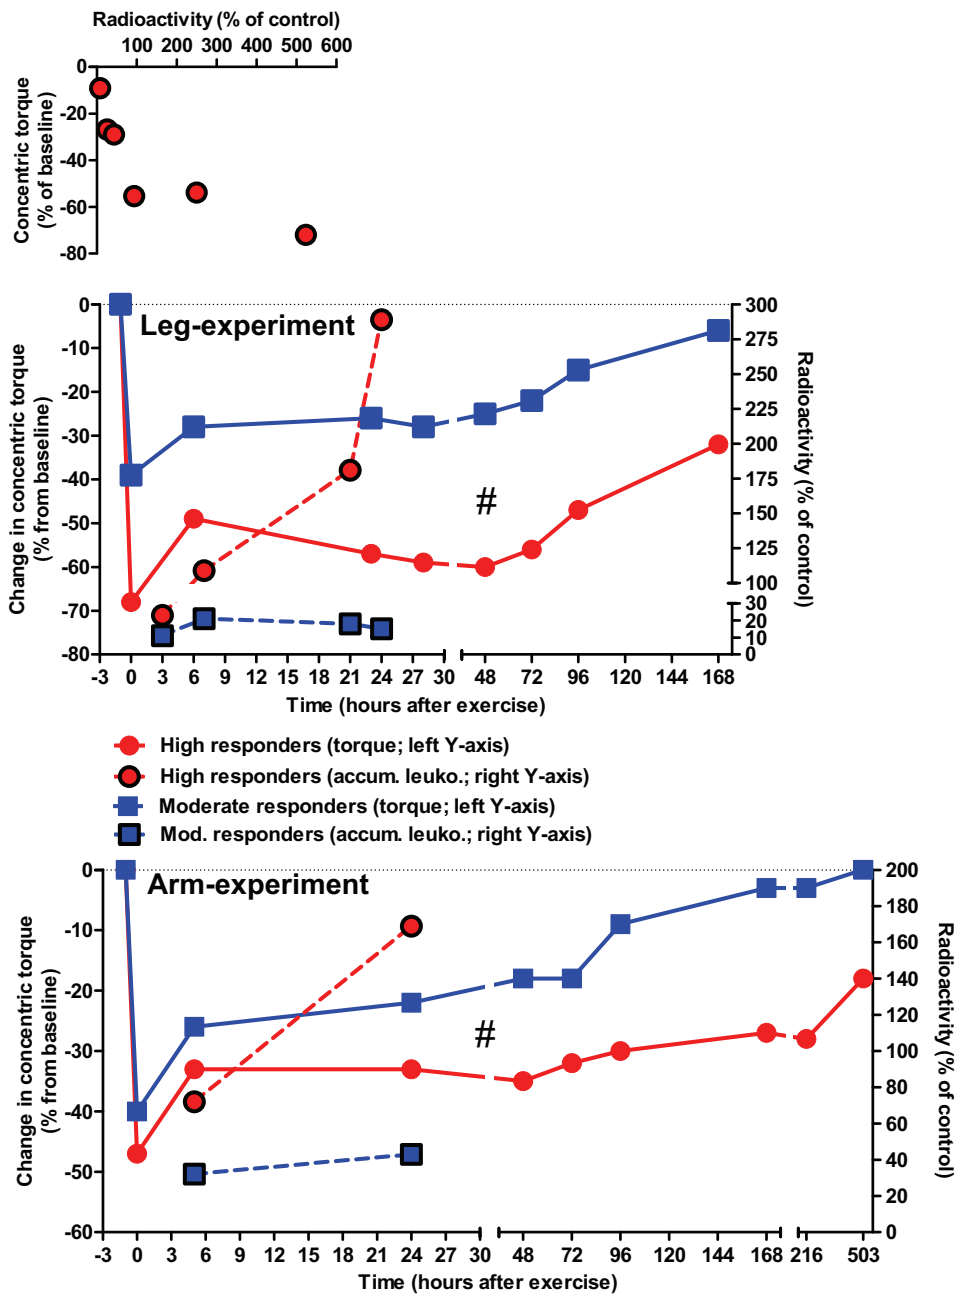 Radioactivity (% of control)
100 200 300 400 500 600
Concentric torque
(% of baseline)
0
-20
-40
-60
-80
Leg-experiment
Change in concentric torque
(% from baseline)
0
-10
-20
-30
-40
-50
-60
-70
-80
#
300
275
250
225
200
175
150
125
100
30
20
10
0
Radioactivity (% of control)
-3 0 3 6 9 12 15 18 21 24 27 30 48 72 96 120 144 168
Time (hours after exercise)
High responders (torque; left Y-axis)
High responders (accum. leuko.; right Y-axis)
Moderate responders (torque; left Y-axis)
Mod. responders (accum. leuko.; right Y-axis)
Arm-experiment
Change in concentric torque
(% from baseline)
0
-10
-20
-30
-40
-50
-60
#
200
180
160
140
120
100
80
60
40
20
0
Radioactivity (% of control)
-3 0 3 6 9 12 15 18 21 24 27 30 48 72 96 120 144 168 216 503
Time (hours after exercise)